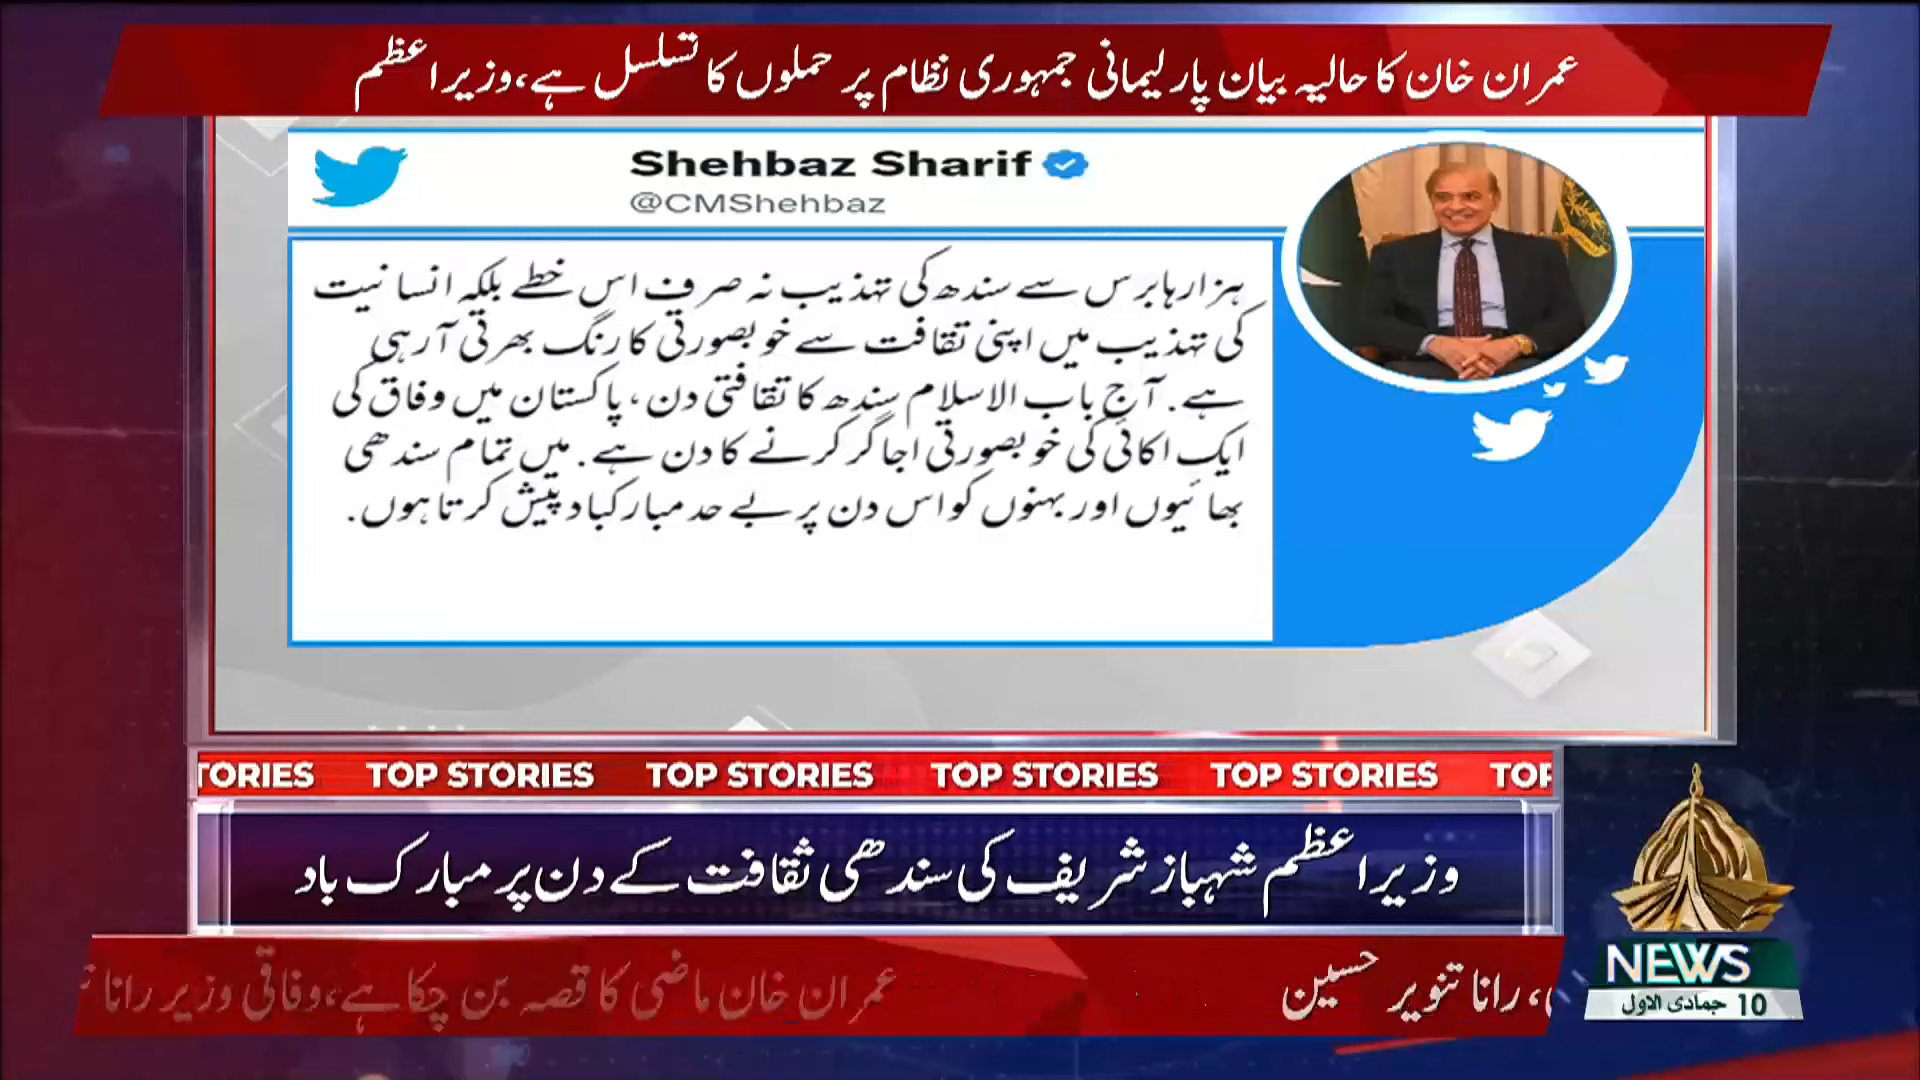 عمران خان کا حالیہ بیان پارلیمانی جمہوری نظام پر حملوں کا تسلسل ہے، وزیراعظم
Shehbaz Sharif
@CMShehbaz
ہزارہا برس سے سندھ کی تہذیب نہ صرف اس خطے بلکہ انسانیت
کی تہذیب میں اپنی ثقافت سے خوبصورتی کا رنگ بھرتی آ رہی
ہے۔ آج باب الاسلام سندھ کا ثقافتی دن، پاکستان میں وفاق کی
ایک اکائی کی خوبصورتی اجاگر کرنے کا دن ہے۔ میں تمام سندھی
بھائیوں اور بہنوں کو اس دن پر بے حد مبارکباد پیش کرتا ہوں۔
TORIES TOP STORIES TOP STORIES TOP STORIES TOP STORIES TOP
وزیراعظم شہباز شریف کی سندھی ثقافت کے دن پر مبارک باد
، رانا تنویر حسین
عمران خان ماضی کا قصہ بن چکا ہے، وفاقی وزیر رانا
NEWS
10 جمادی الاول